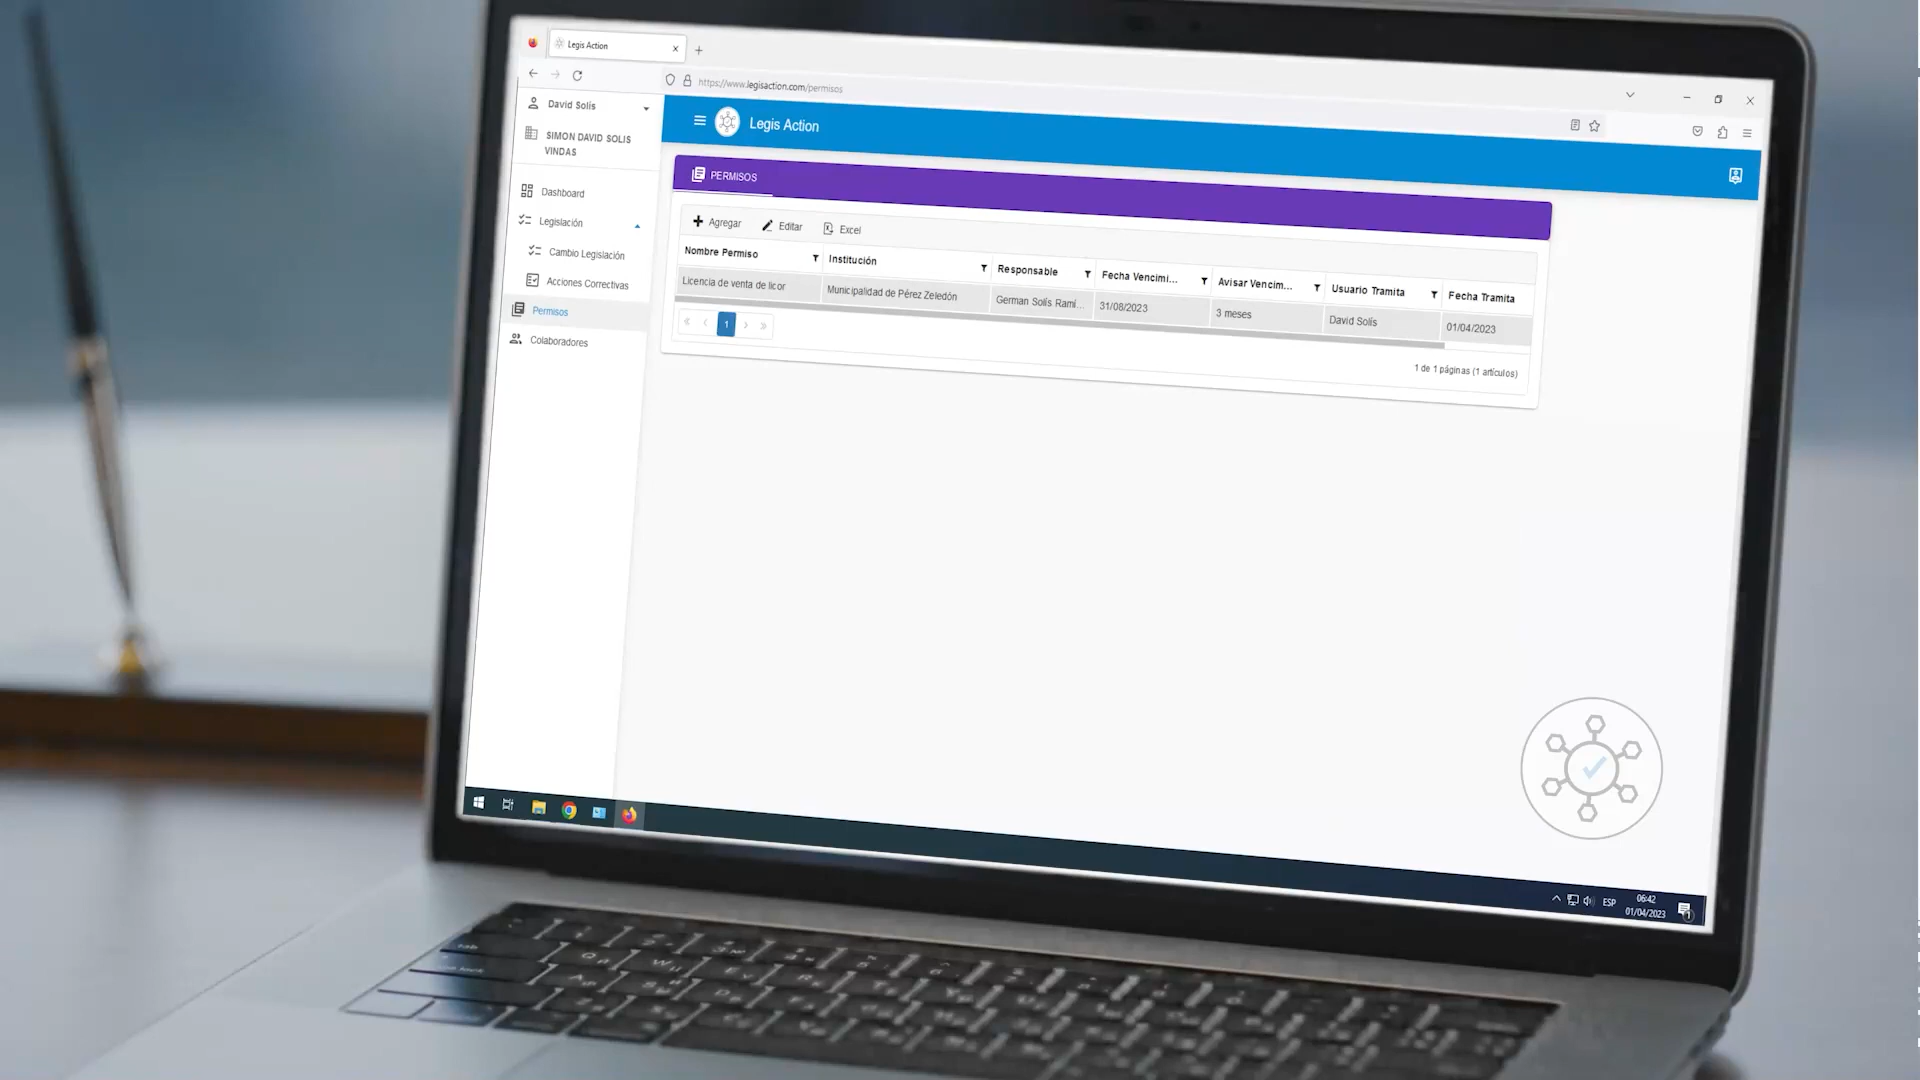 Legis Action
https://www.legisaction.com/permisos
David Solís
SIMON DAVID SOLIS
VINDAS
Legis Action
Dashboard
Legislación
Cambio Legislación
Acciones Correctivas
Permisos
Colaboradores
PERMISOS
Agregar Editar Excel
Nombre Permiso Institución Responsable Fecha Vencimi... Avisar Vencim... Usuario Tramita Fecha Tramita
Licencia de venta de licor Municipalidad de Pérez Zeledón German Solís Rami... 31/08/2023 3 meses David Solís 01/04/2023
1
1 de 1 páginas (1 artículos)
ESP
06:42
01/04/2023
1